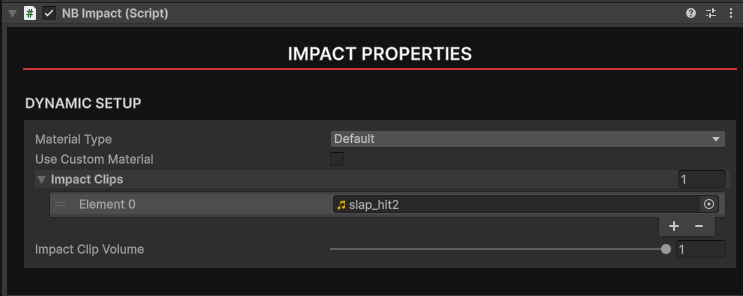 NB Impact (Script)
IMPACT PROPERTIES
DYNAMIC SETUP
Material Type Default
Use Custom Material
Impact Clips 1
Element 0 slap_hit2
+ −
Impact Clip Volume 1